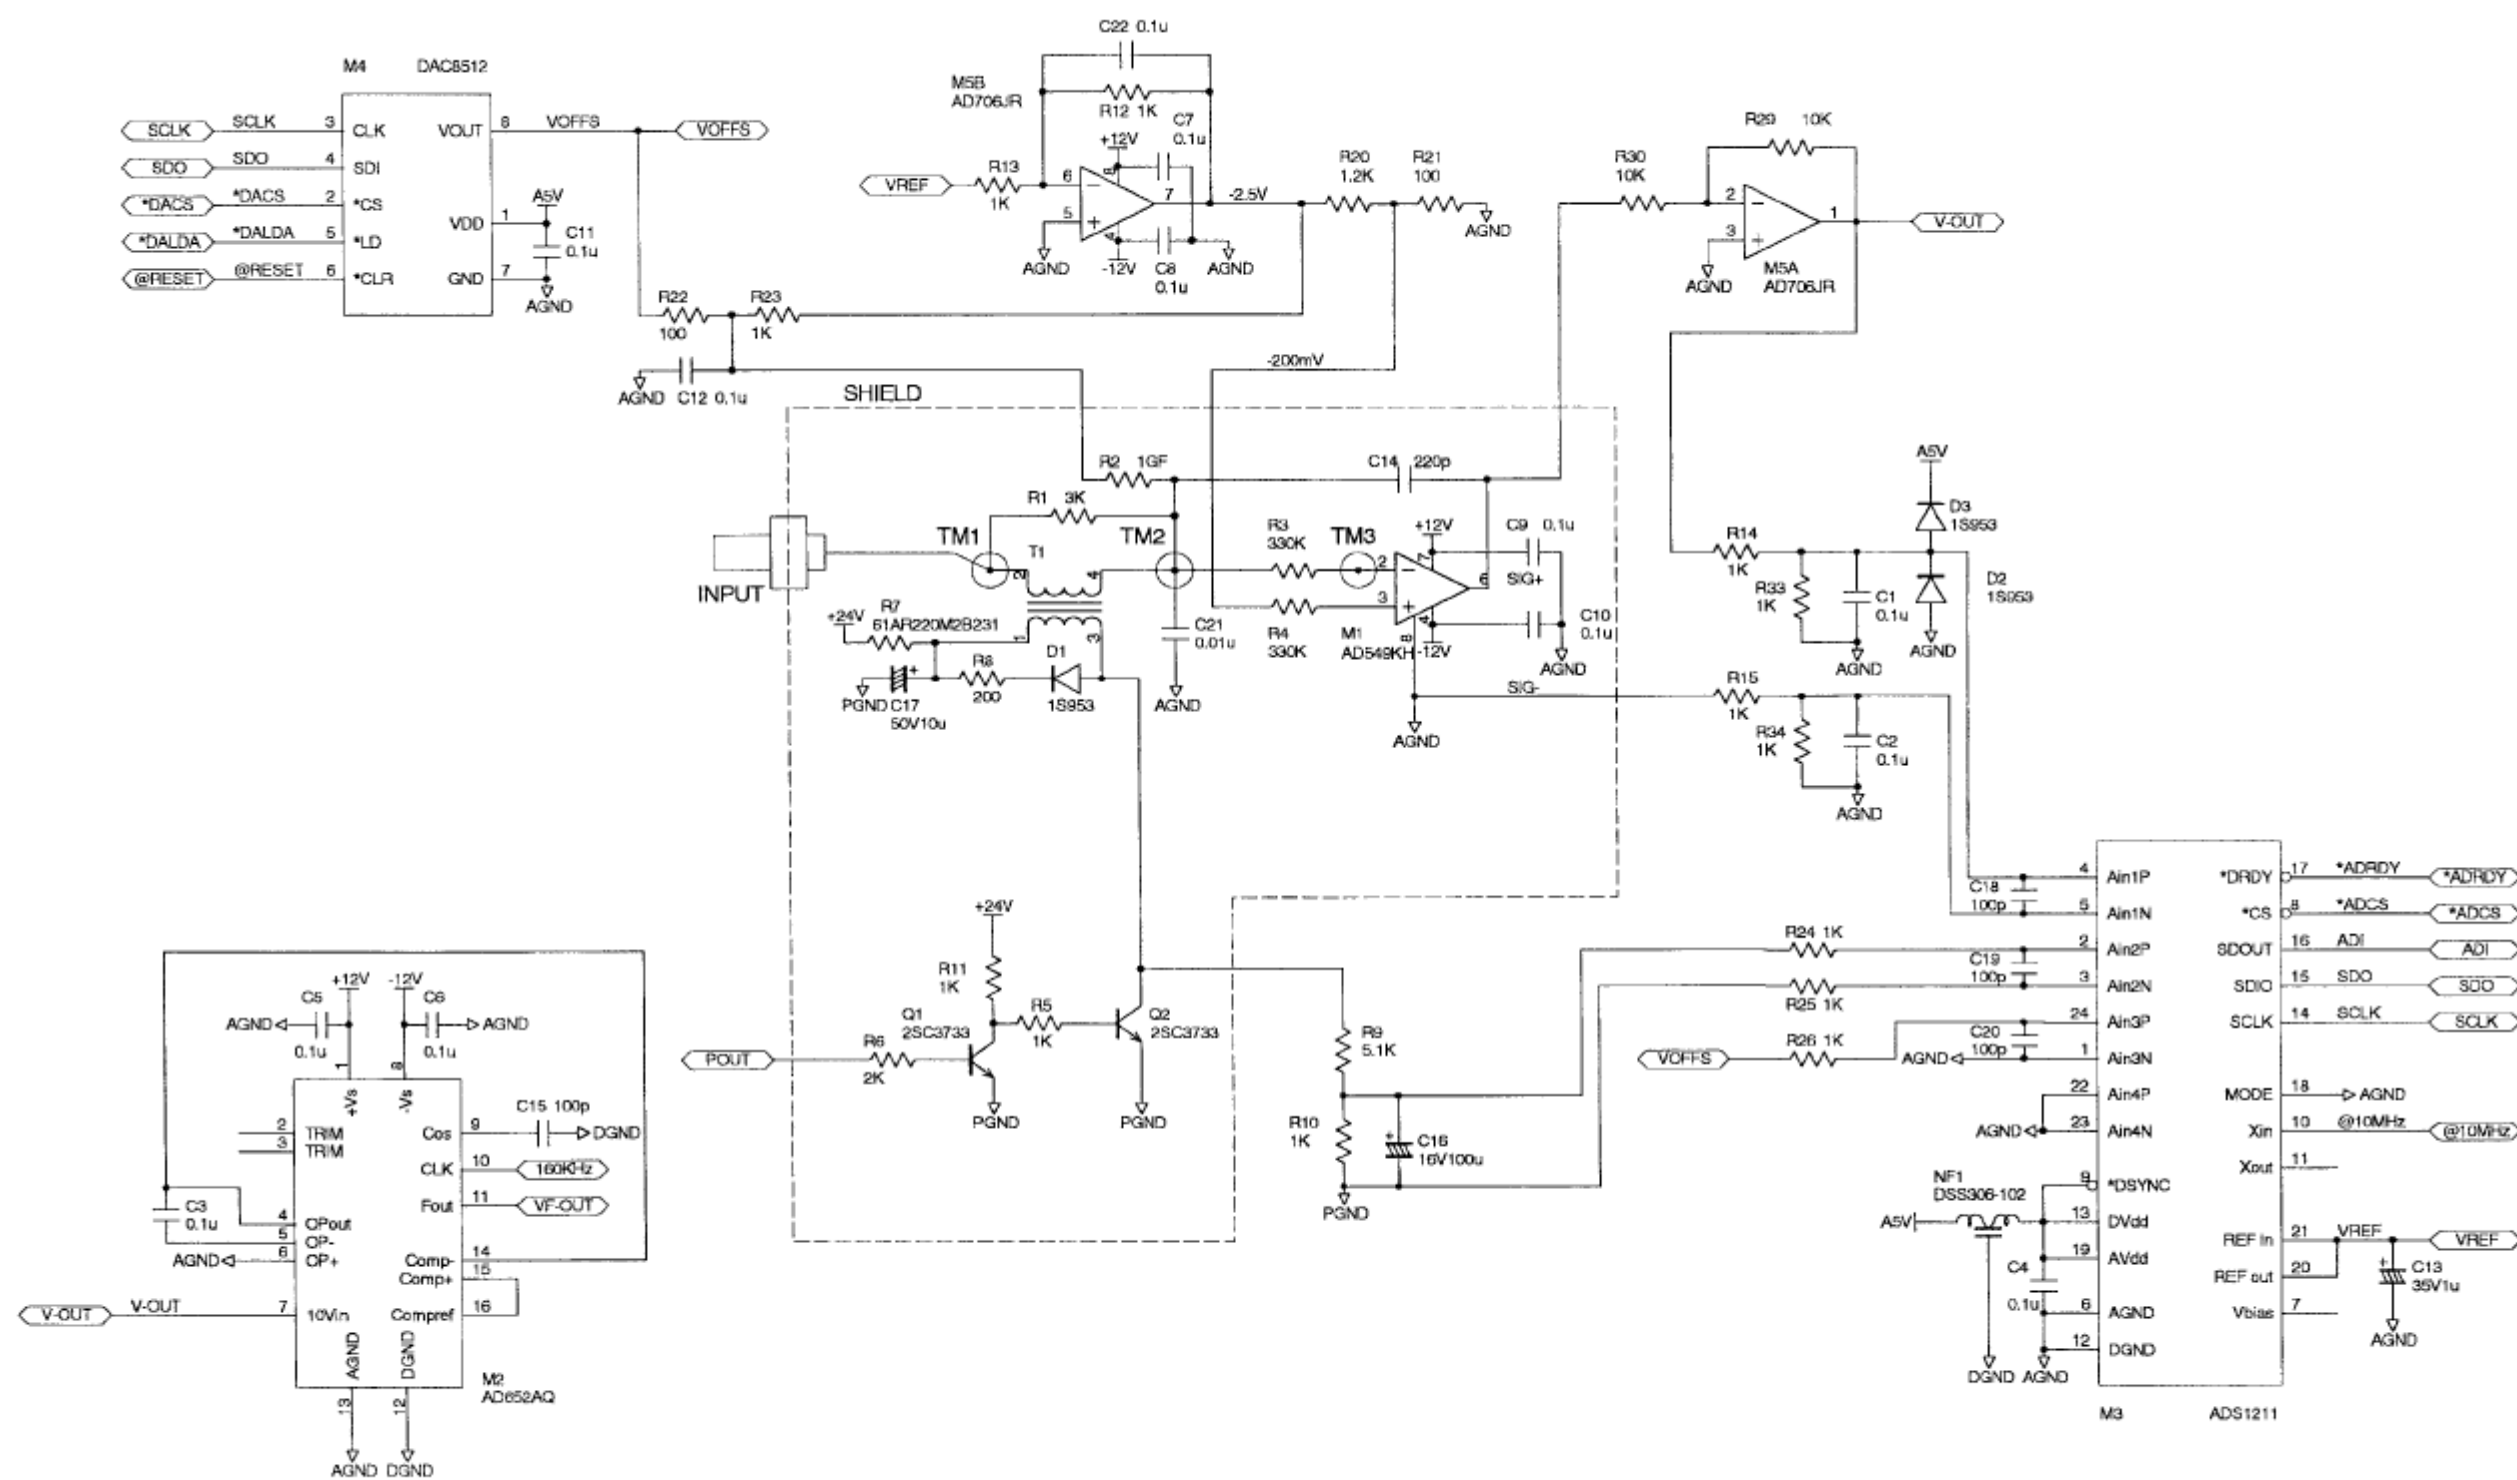 C22 0.1u
M4 DAC8512
M5B
AD706JR
R12 1K
C7
0.1u
+12V
SCLK SCLK 3 CLK VOUT 8 VOFFS VOFFS
SDO SDO 4 SDI
*DACS *DACS 2 *CS
*DALDA *DALDA 5 *LD
@RESET @RESET 6 *CLR
VDD 1 A5V
C11
0.1u
GND 7
AGND
VREF R13
1K
6
5
7
8
4
-2.5V
AGND
-12V
C8
0.1u
AGND
R20
1.2K
R21
100
AGND
R29 10K
R30
10K
2
3
1
V-OUT
AGND
M5A
AD706JR
R22
100
R23
1K
AGND C12 0.1u
-200mV
SHIELD
R2 1GF
C14 220p
R1 3K
TM1
T1
TM2
R3
330K
TM3
+12V
C9 0.1u
2
4
2
7
6
SIG+
3
4
8
INPUT
R7
61AR220M2B231
+24V
1
3
C21
0.01u
R4
330K
M1
AD549KH
-12V
C10
0.1u
AGND
D1
R8
200
1S953
PGND C17
50V10u
AGND
SIG-
AGND
A5V
D3
1S953
R14
1K
R33
1K
C1
0.1u
D2
1S953
AGND
AGND
R15
1K
R34
1K
C2
0.1u
AGND
+24V
R11
1K
Q1
2SC3733
R5
1K
Q2
2SC3733
POUT
R6
2K
PGND
PGND
R9
5.1K
R10
1K
C16
16V100u
PGND
R24 1K
R25 1K
VOFFS
R26 1K
C18
100p
C19
100p
C20
100p
AGND
4 Ain1P *DRDY 17 *ADRDY *ADRDY
5 Ain1N *CS 8 *ADCS *ADCS
2 Ain2P SDOUT 16 ADI ADI
3 Ain2N SDIO 15 SDO SDO
24 Ain3P SCLK 14 SCLK SCLK
1 Ain3N
22 Ain4P MODE 18 AGND
AGND 23 Ain4N Xin 10 @10MHz @10MHz
Xout 11
NF1
DSS306-102
9 *DSYNC
A5V 13 DVdd
REF In 21 VREF VREF
19 AVdd
REF out 20
C4
0.1u
C13
35V1u
6 AGND Vbias 7
12 DGND
AGND
DGND AGND
M3 ADS1211
+12V
-12V
C5
C6
AGND
AGND
0.1u
0.1u
1
8
+Vs
-Vs
C15 100p
2 TRIM Cos 9 DGND
3 TRIM
CLK 10 160KHz
C3
0.1u
Fout 11 VF-OUT
4 OPout
5 OP-
AGND 6 OP+ Comp- 14
Comp+ 15
V-OUT V-OUT 7 10Vin Compref 16
AGND
DGND
M2
AD652AQ
13
12
AGND DGND